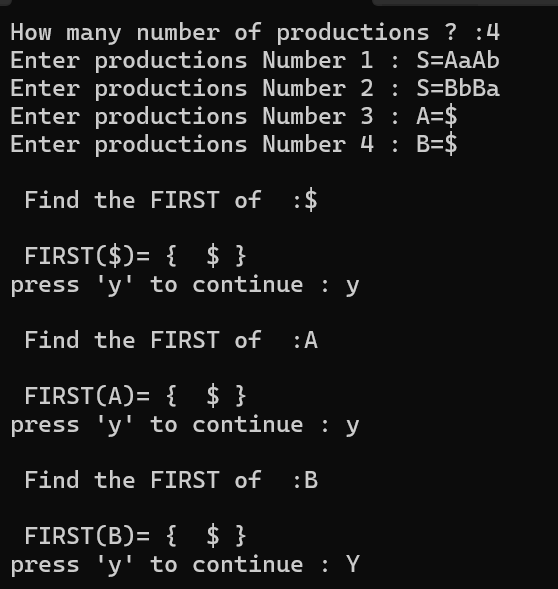 How many number of productions ? :4
Enter productions Number 1 : S=AaAb
Enter productions Number 2 : S=BbBa
Enter productions Number 3 : A=$
Enter productions Number 4 : B=$
Find the FIRST of  :$
FIRST($)= {  $ }
press 'y' to continue : y
Find the FIRST of  :A
FIRST(A)= {  $ }
press 'y' to continue : y
Find the FIRST of  :B
FIRST(B)= {  $ }
press 'y' to continue : Y